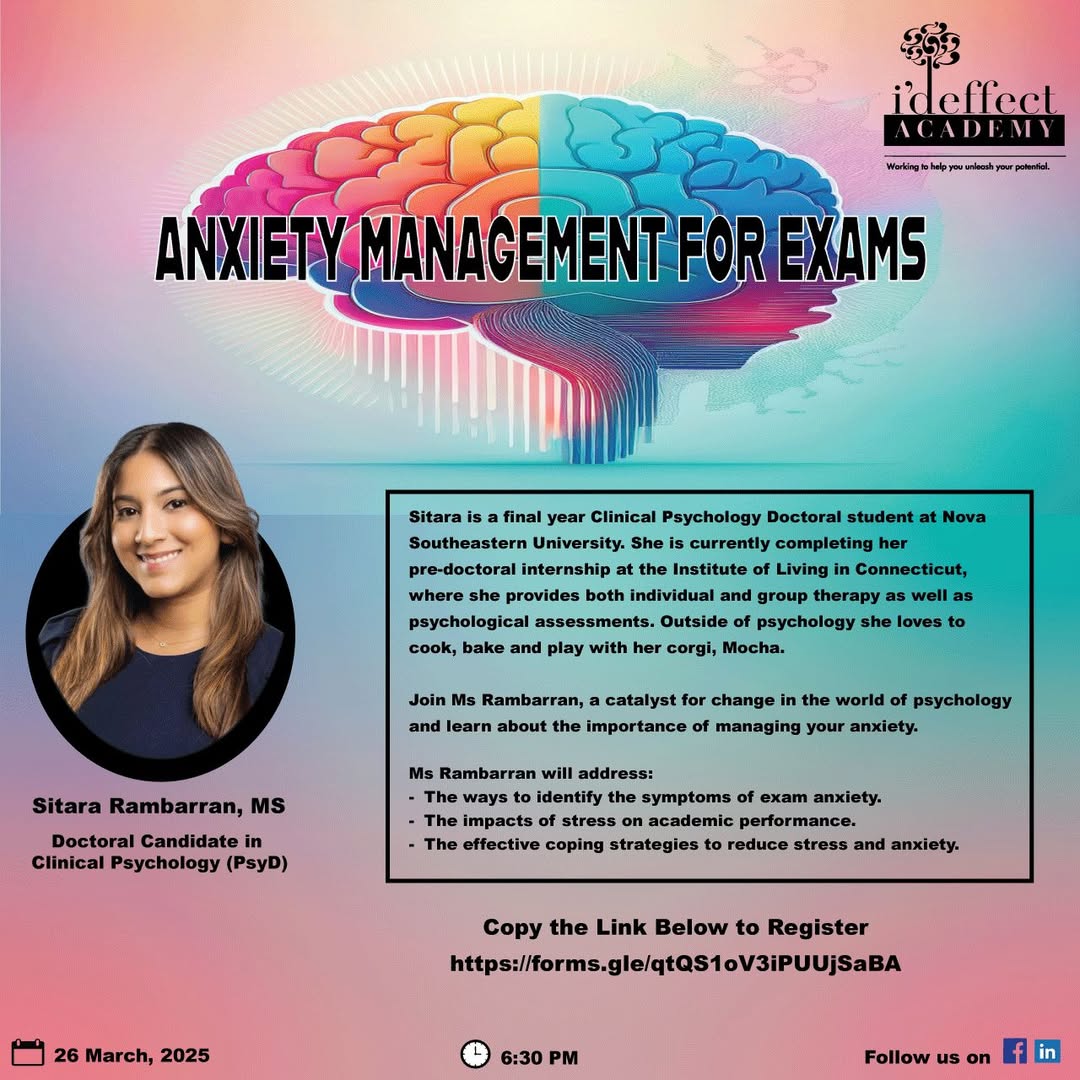 i'd effect
ACADEMY
Working to help you unleash your potential.
ANXIETY MANAGEMENT FOR EXAMS
Sitara is a final year Clinical Psychology Doctoral student at Nova
Southeastern University. She is currently completing her
pre-doctoral internship at the Institute of Living in Connecticut,
where she provides both individual and group therapy as well as
psychological assessments. Outside of psychology she loves to
cook, bake and play with her corgi, Mocha.
Join Ms Rambarran, a catalyst for change in the world of psychology
and learn about the importance of managing your anxiety.
Ms Rambarran will address:
- The ways to identify the symptoms of exam anxiety.
- The impacts of stress on academic performance.
- The effective coping strategies to reduce stress and anxiety.
Sitara Rambarran, MS
Doctoral Candidate in
Clinical Psychology (PsyD)
Copy the Link Below to Register
https://forms.gle/qtQS1oV3iPUUjSaBA
26 March, 2025
6:30 PM
Follow us on f in